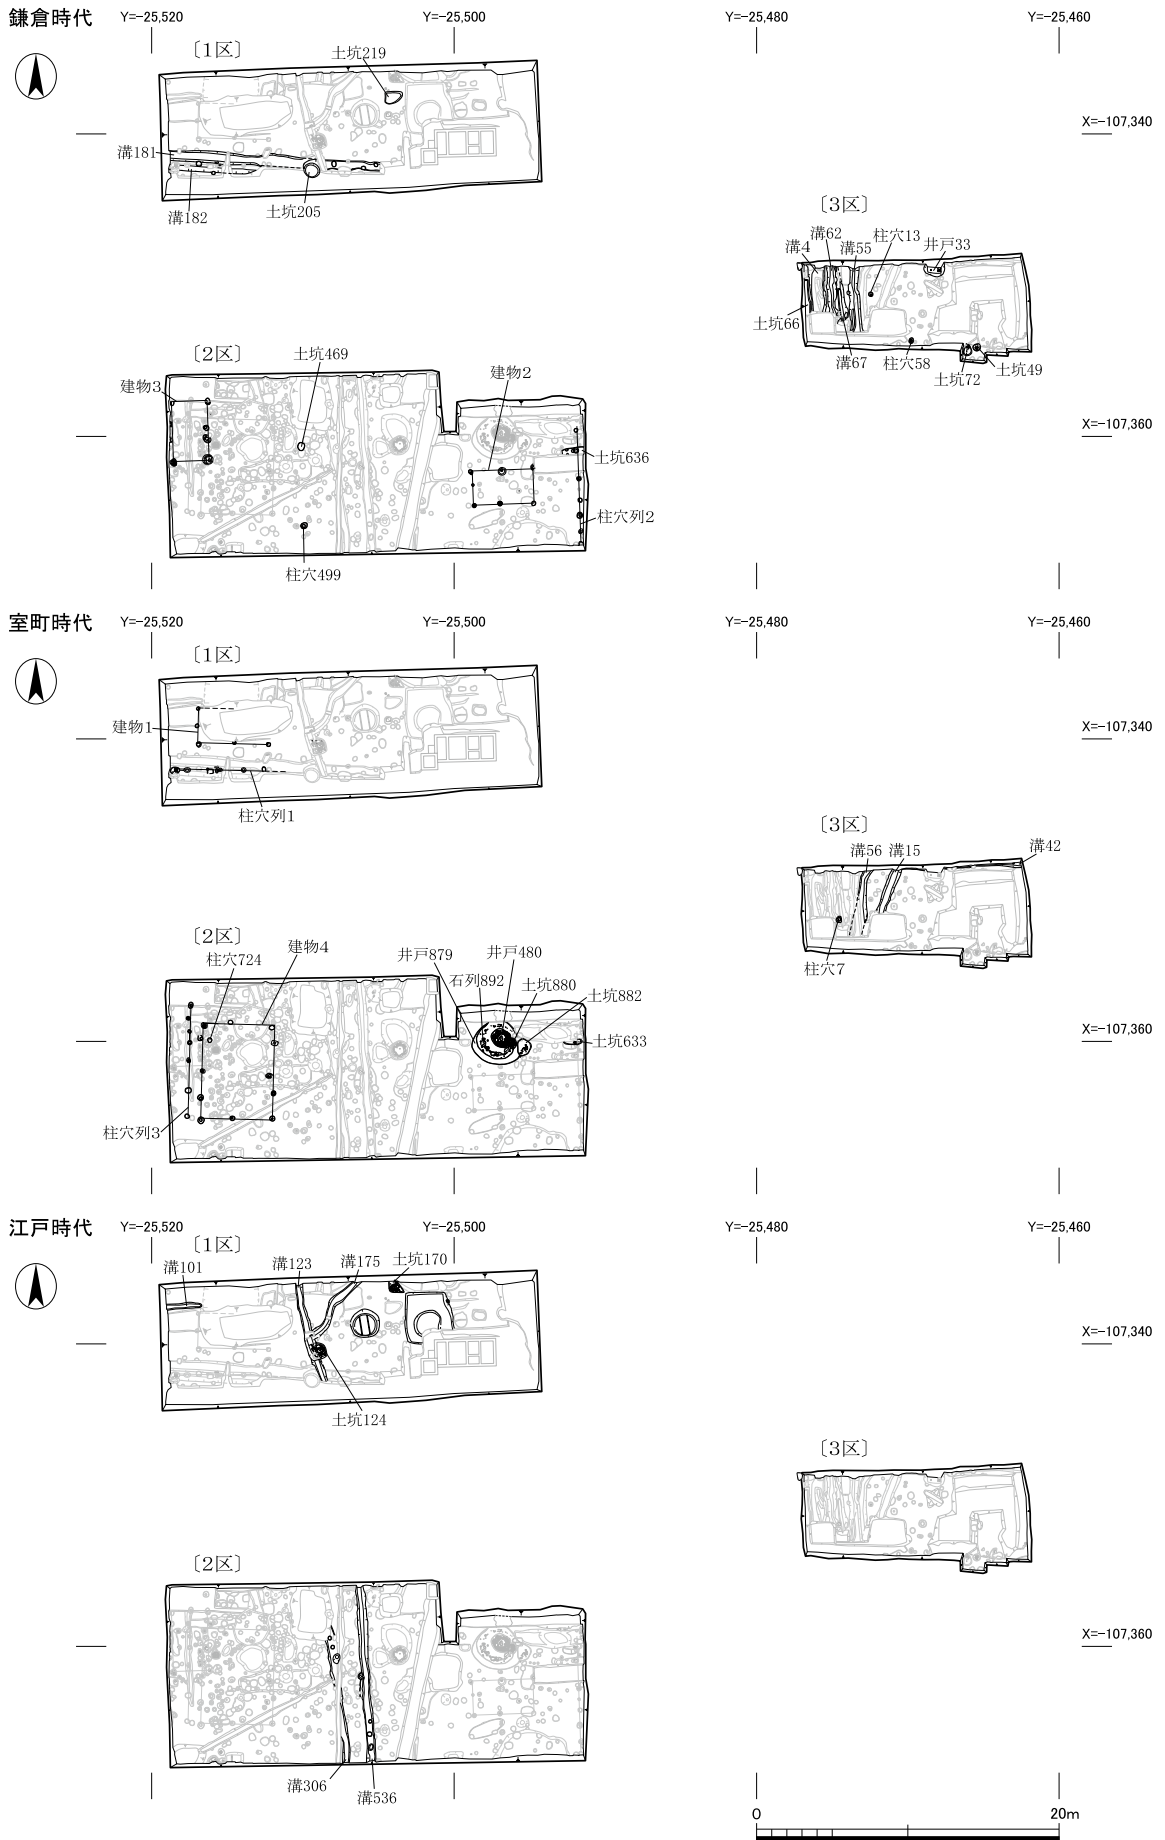 鎌倉時代 Y=-25,520 Y=-25,500 Y=-25,480 Y=-25,460
〔1区〕
土坑219
X=-107,340
溝181
溝182
土坑205
〔3区〕
溝62
溝4
溝55
柱穴13
井戸33
土坑66
溝67
柱穴58
土坑72
土坑49
〔2区〕
土坑469
建物2
建物3
X=-107,360
土坑636
柱穴列2
柱穴499
室町時代 Y=-25,520 Y=-25,500 Y=-25,480 Y=-25,460
〔1区〕
建物1
X=-107,340
柱穴列1
〔3区〕
溝56
溝15
溝42
柱穴7
〔2区〕
柱穴724
建物4
井戸879
井戸480
石列892
土坑880
土坑882
X=-107,360
土坑633
柱穴列3
江戸時代 Y=-25,520 Y=-25,500 Y=-25,480 Y=-25,460
〔1区〕
溝101
溝123
溝175
土坑170
X=-107,340
土坑124
〔3区〕
〔2区〕
X=-107,360
溝306
溝536
0 20m